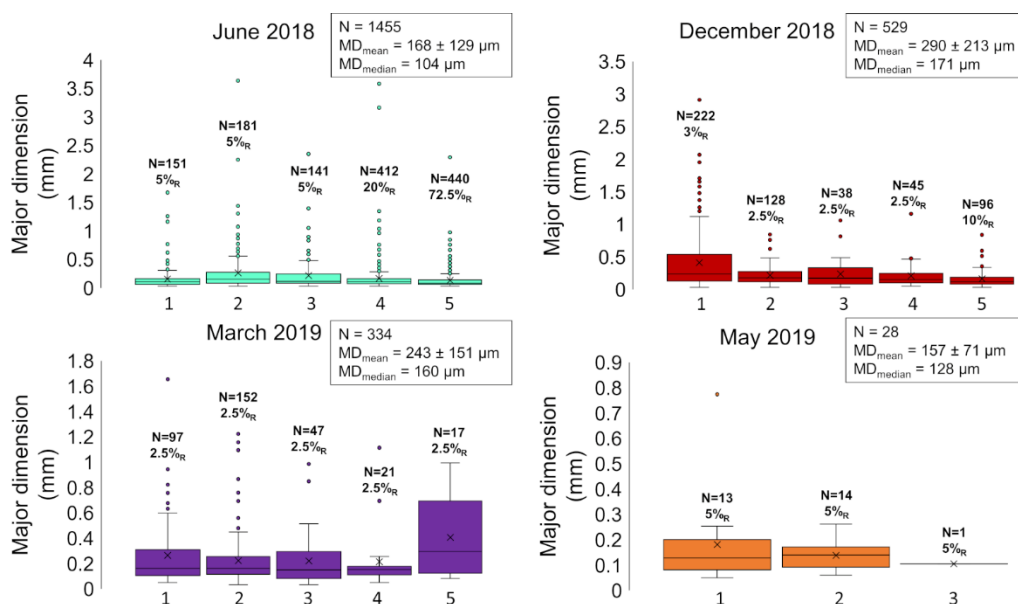 June 2018
N = 1455
MDmean = 168 ± 129 µm
MDmedian = 104 µm
Major dimension
(mm)
4
3.5
3
2.5
2
1.5
1
0.5
0
N=151
5%R
N=181
5%R
N=141
5%R
N=412
20%R
N=440
72.5%R
1 2 3 4 5
December 2018
N = 529
MDmean = 290 ± 213 µm
MDmedian = 171 µm
Major dimension
(mm)
3.5
3
2.5
2
1.5
1
0.5
0
N=222
3%R
N=128
2.5%R
N=38
2.5%R
N=45
2.5%R
N=96
10%R
1 2 3 4 5
March 2019
N = 334
MDmean = 243 ± 151 µm
MDmedian = 160 µm
Major dimension
(mm)
1.8
1.6
1.4
1.2
1
0.8
0.6
0.4
0.2
0
N=97
2.5%R
N=152
2.5%R
N=47
2.5%R
N=21
2.5%R
N=17
2.5%R
1 2 3 4 5
May 2019
N = 28
MDmean = 157 ± 71 µm
MDmedian = 128 µm
Major dimension
(mm)
0.9
0.8
0.7
0.6
0.5
0.4
0.3
0.2
0.1
0
N=13
5%R
N=14
5%R
N=1
5%R
1 2 3